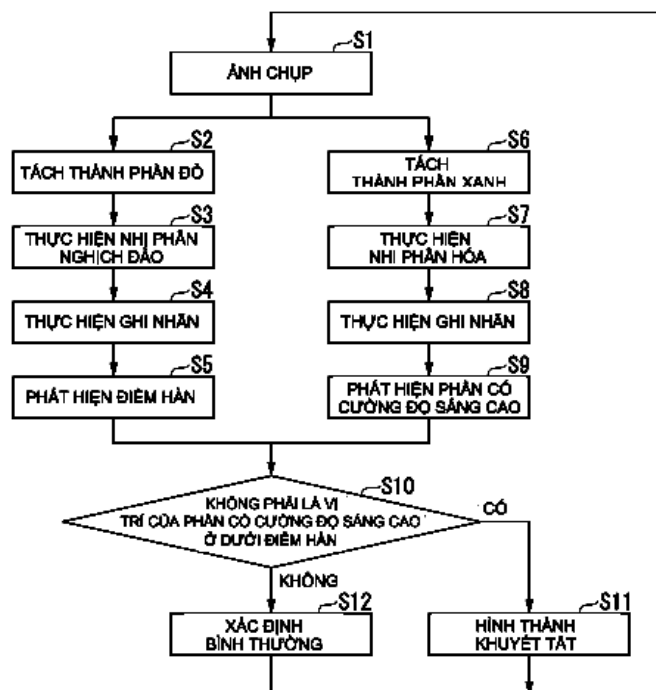 S1
ẢNH CHỤP
S2
TÁCH THÀNH PHẦN ĐỎ
S3
THỰC HIỆN NHỊ PHÂN
NGHỊCH ĐẢO
S4
THỰC HIỆN GHI NHÃN
S5
PHÁT HIỆN ĐIỂM HÀN
S6
TÁCH
THÀNH PHẦN XANH
S7
THỰC HIỆN
NHỊ PHÂN HÓA
S8
THỰC HIỆN GHI NHÃN
S9
PHÁT HIỆN PHẦN CÓ
CƯỜNG ĐỘ SÁNG CAO
S10
KHÔNG PHẢI LÀ VỊ
TRÍ CỦA PHẦN CÓ CƯỜNG ĐỘ SÁNG CAO
Ở DƯỚI ĐIỂM HÀN
CÓ
KHÔNG
S12
XÁC ĐỊNH
BÌNH THƯỜNG
S11
HÌNH THÀNH
KHUYẾT TẬT